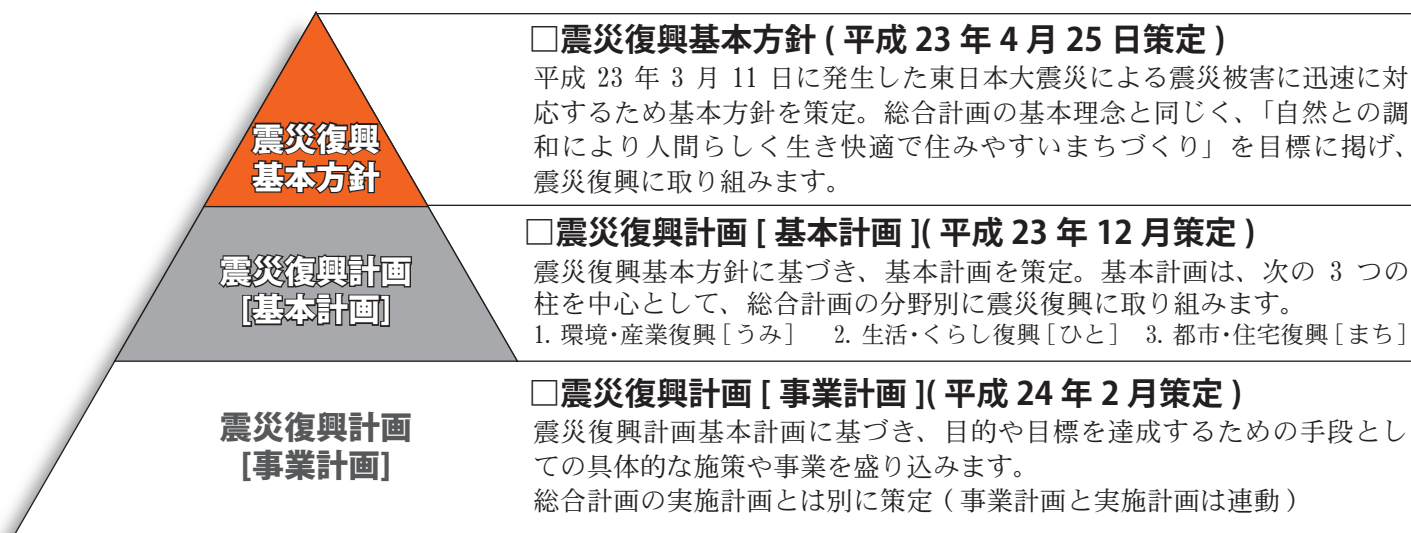 震災復興
基本方針
□震災復興基本方針 ( 平成 23 年 4 月 25 日策定 )
平成 23 年 3 月 11 日に発生した東日本大震災による震災被害に迅速に対
応するため基本方針を策定。総合計画の基本理念と同じく、「自然との調
和により人間らしく生き快適で住みやすいまちづくり」を目標に掲げ、
震災復興に取り組みます。
震災復興計画
[基本計画]
□震災復興計画 [ 基本計画 ]( 平成 23 年 12 月策定 )
震災復興基本方針に基づき、基本計画を策定。基本計画は、次の 3 つの
柱を中心として、総合計画の分野別に震災復興に取り組みます。
1. 環境・産業復興 [ うみ ]　2. 生活・くらし復興 [ ひと ]　3. 都市・住宅復興 [ まち ]
震災復興計画
[事業計画]
□震災復興計画 [ 事業計画 ]( 平成 24 年 2 月策定 )
震災復興計画基本計画に基づき、目的や目標を達成するための手段とし
ての具体的な施策や事業を盛り込みます。
総合計画の実施計画とは別に策定 ( 事業計画と実施計画は連動 )